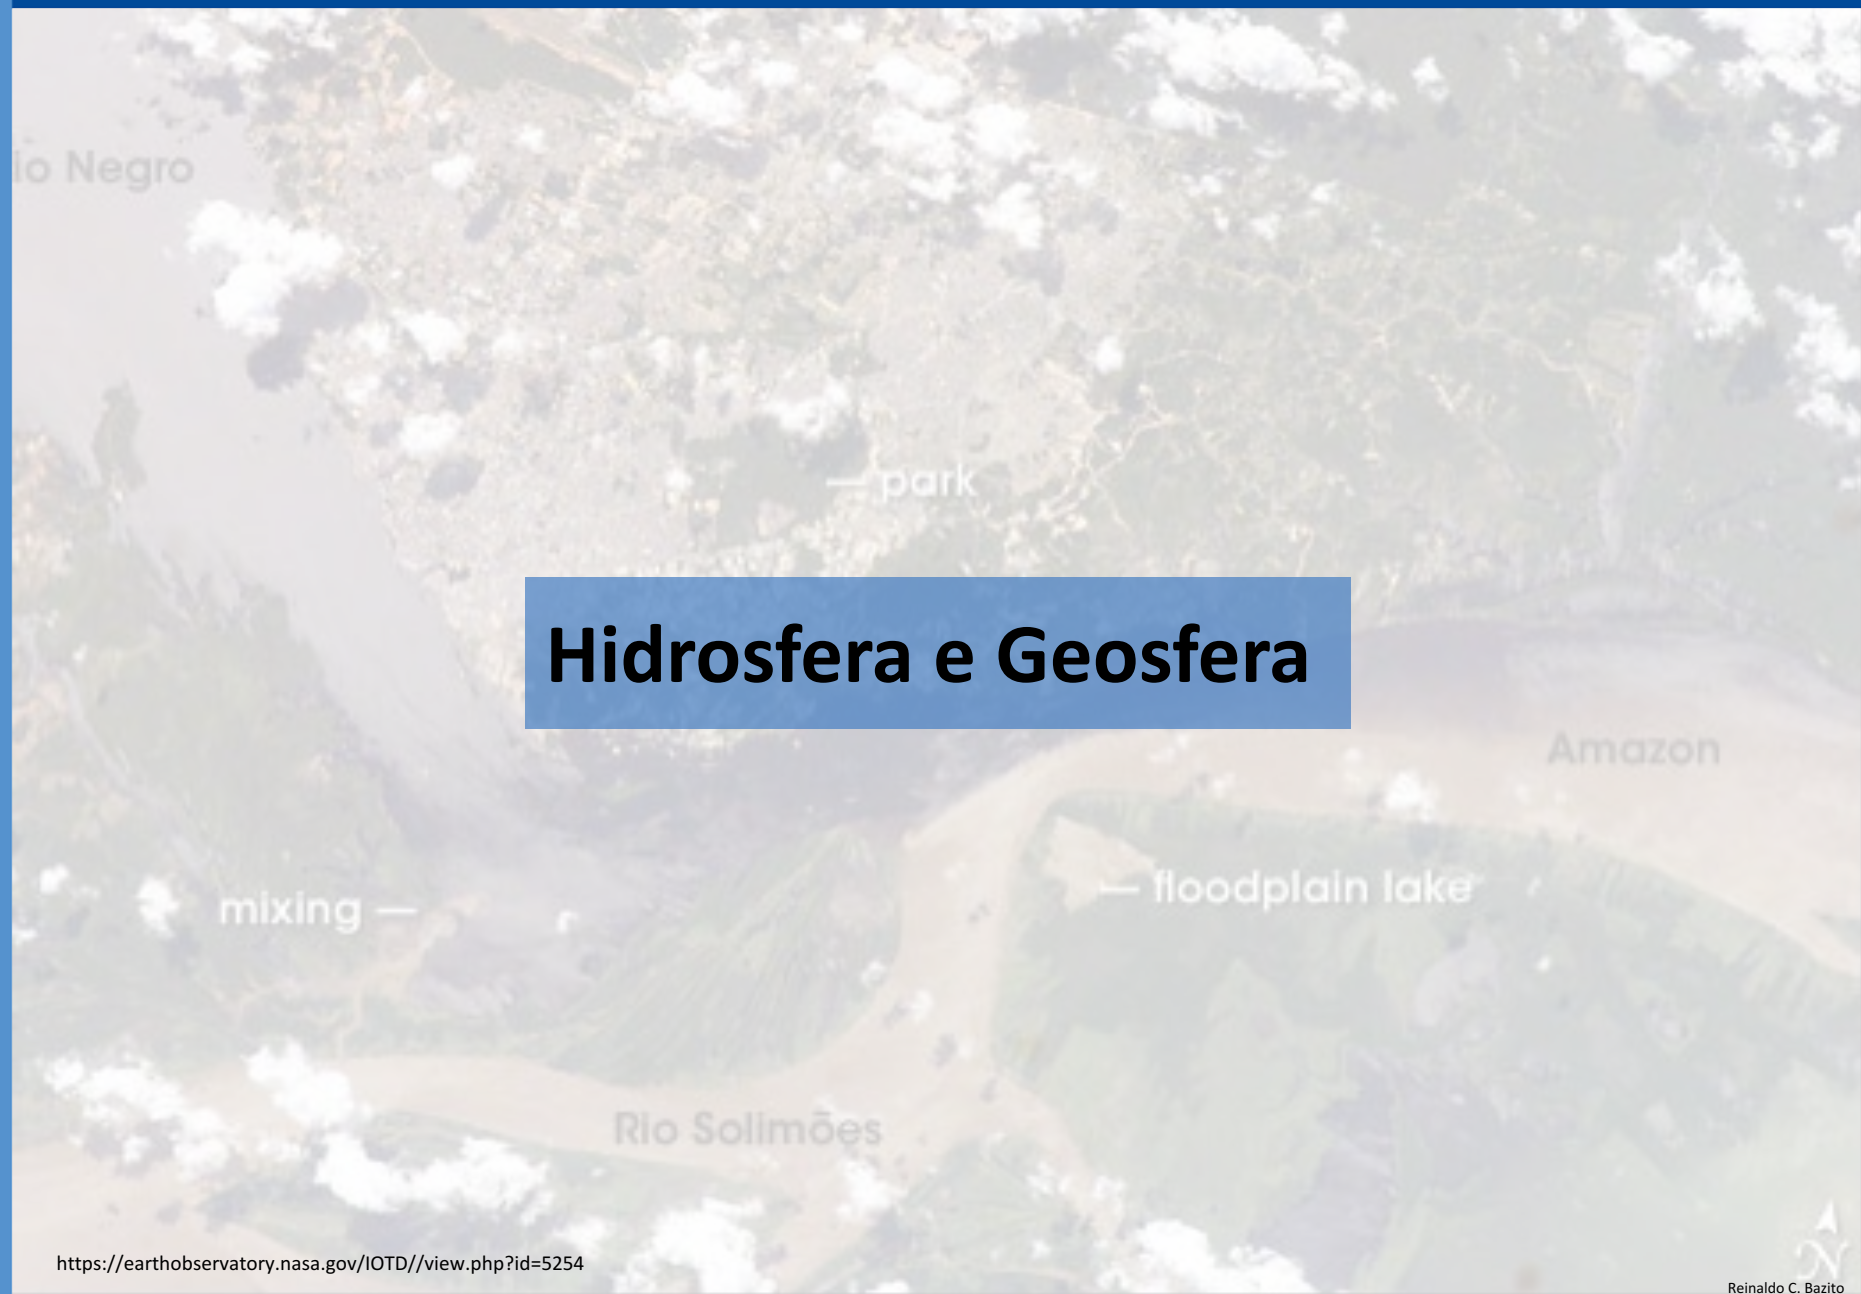 io Negro
— park
Hidrosfera e Geosfera
Amazon
— floodplain lake
mixing —
Rio Solimões
N
https://earthobservatory.nasa.gov/IOTD//view.php?id=5254
Reinaldo C. Bazito